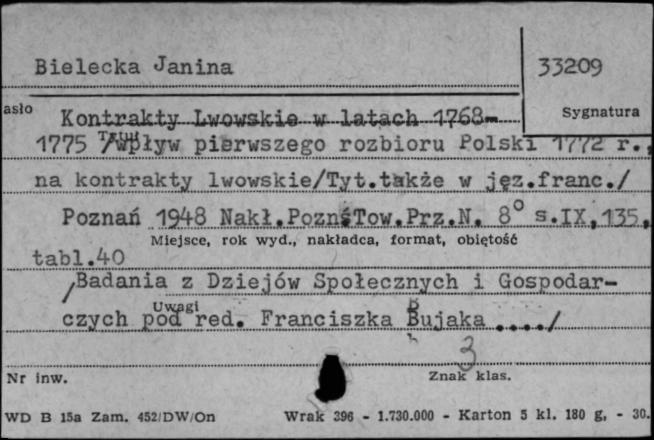 Bielecka Janina
33209
Sygnatura
asło
Kontrakty Lwowskie w latach 1768-
Tytuł
1775 /wpływ pierwszego rozbioru Polski 1772 r.,
na kontrakty lwowskie/Tyt.także w jęz.franc./
Poznań 1948 Nakł.Pozn.Tow.Prz.N. 8° s.IX,135,
Miejsce, rok wyd., nakładca, format, objętość
tabl.40
/Badania z Dziejów Społecznych i Gospodar-
Uwagi
czych pod red. Franciszka Bujaka ..../
3
Nr inw.
Znak klas.
WD B 15a Zam. 452/DW/On Wrak 396 - 1.730.000 - Karton 5 kl. 180 g, - 30.